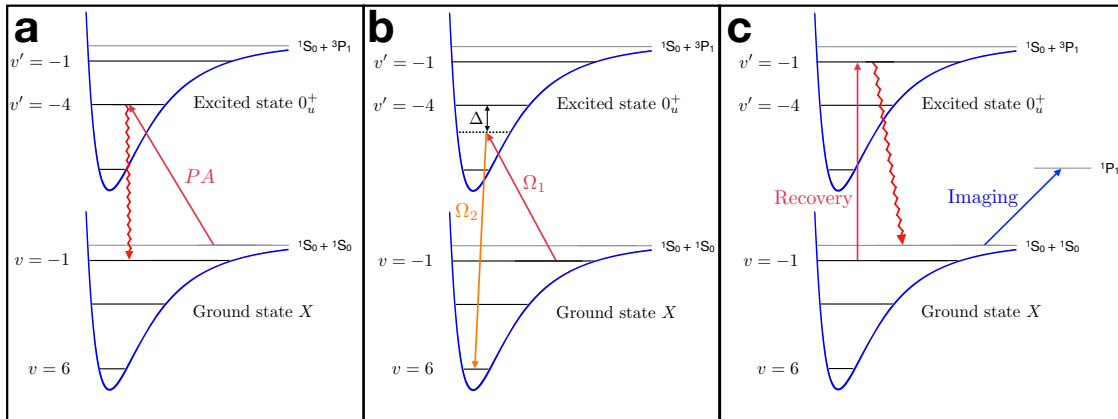 a
¹S₀ + ³P₁
v′ = −1
v′ = −4
Excited state 0ᵤ⁺
PA
¹S₀ + ¹S₀
v = −1
Ground state X
v = 6
b
¹S₀ + ³P₁
v′ = −1
v′ = −4
Δ
Excited state 0ᵤ⁺
Ω₁
Ω₂
¹S₀ + ¹S₀
v = −1
Ground state X
v = 6
c
¹S₀ + ³P₁
v′ = −1
v′ = −4
Excited state 0ᵤ⁺
¹P₁
Recovery
Imaging
¹S₀ + ¹S₀
v = −1
Ground state X
v = 6